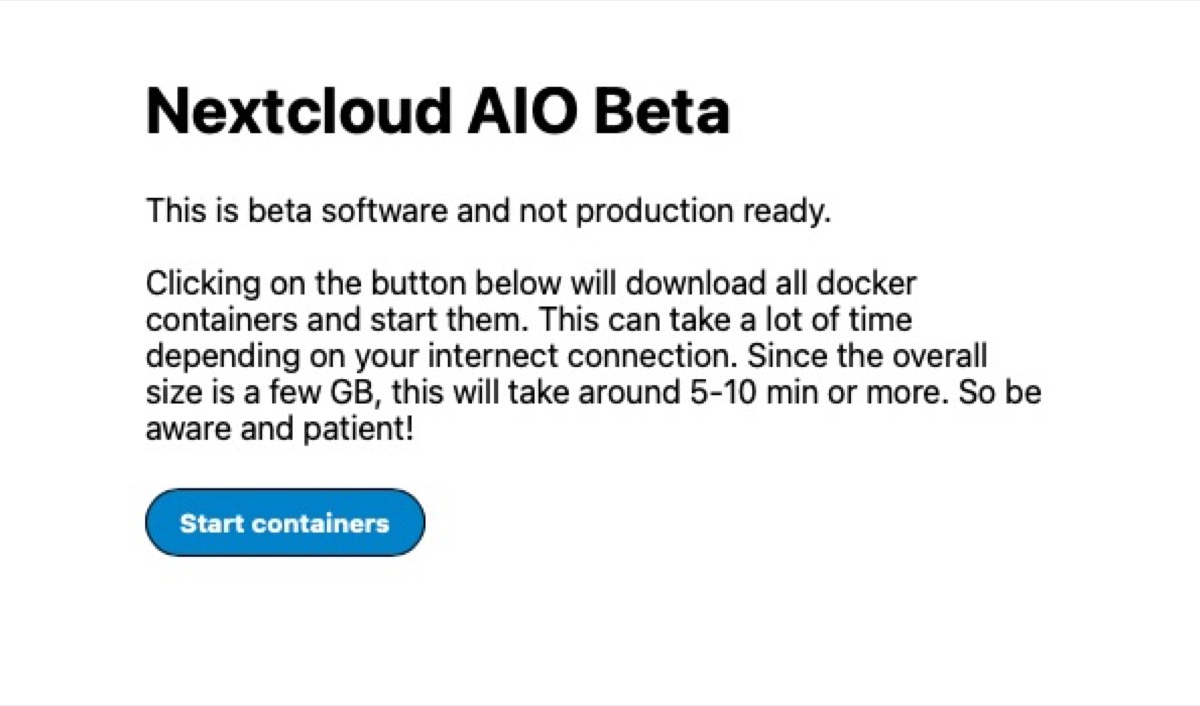 Nextcloud AIO Beta
This is beta software and not production ready.
Clicking on the button below will download all docker
containers and start them. This can take a lot of time
depending on your internect connection. Since the overall
size is a few GB, this will take around 5-10 min or more. So be
aware and patient!
Start containers